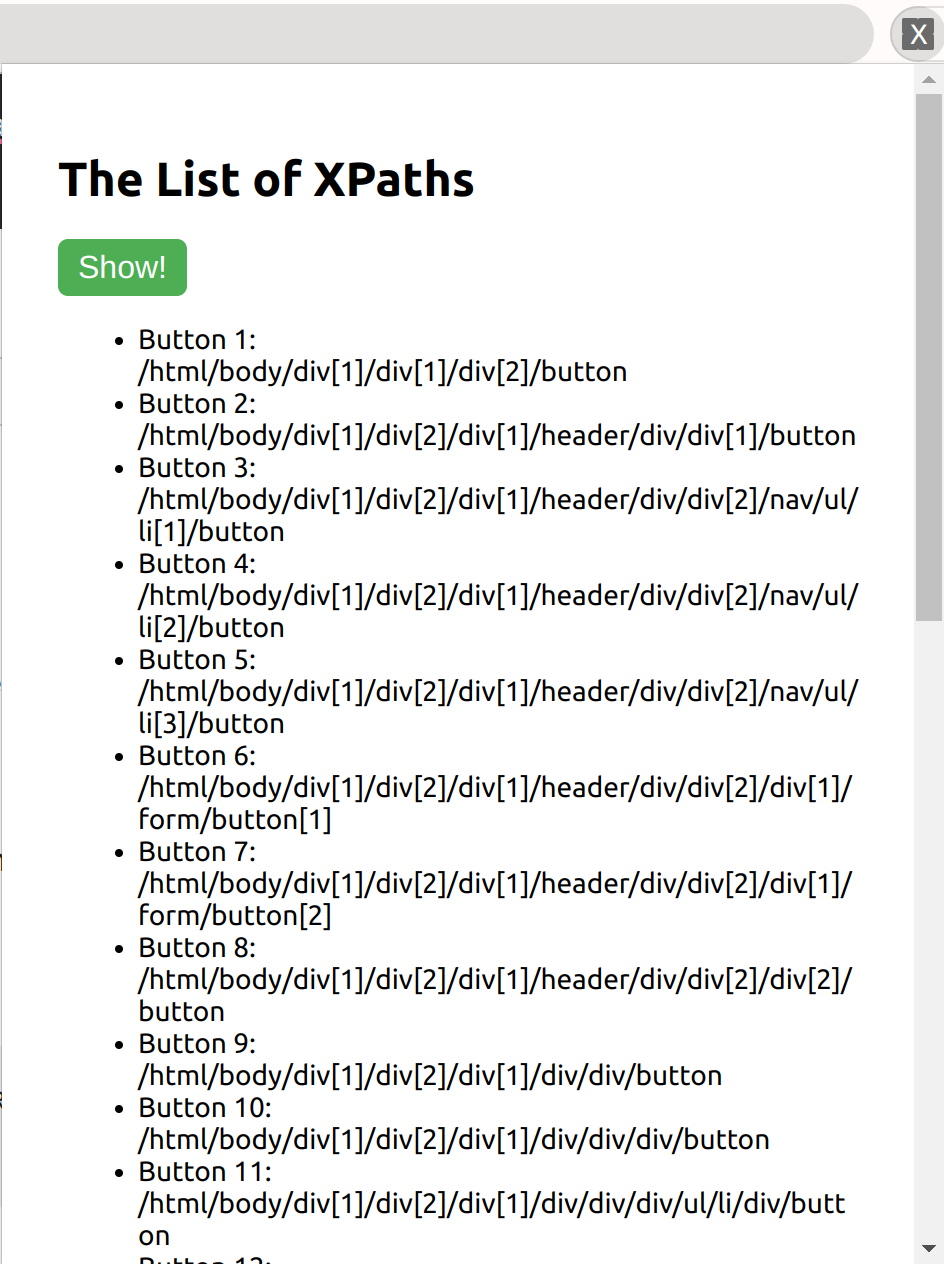 X
The List of XPaths
Show!
• Button 1:
/html/body/div[1]/div[1]/div[2]/button
• Button 2:
/html/body/div[1]/div[2]/div[1]/header/div/div[1]/button
• Button 3:
/html/body/div[1]/div[2]/div[1]/header/div/div[2]/nav/ul/
li[1]/button
• Button 4:
/html/body/div[1]/div[2]/div[1]/header/div/div[2]/nav/ul/
li[2]/button
• Button 5:
/html/body/div[1]/div[2]/div[1]/header/div/div[2]/nav/ul/
li[3]/button
• Button 6:
/html/body/div[1]/div[2]/div[1]/header/div/div[2]/div[1]/
form/button[1]
• Button 7:
/html/body/div[1]/div[2]/div[1]/header/div/div[2]/div[1]/
form/button[2]
• Button 8:
/html/body/div[1]/div[2]/div[1]/header/div/div[2]/div[2]/
button
• Button 9:
/html/body/div[1]/div[2]/div[1]/div/div/button
• Button 10:
/html/body/div[1]/div[2]/div[1]/div/div/div/button
• Button 11:
/html/body/div[1]/div[2]/div[1]/div/div/div/ul/li/div/butt
on
Button 12: